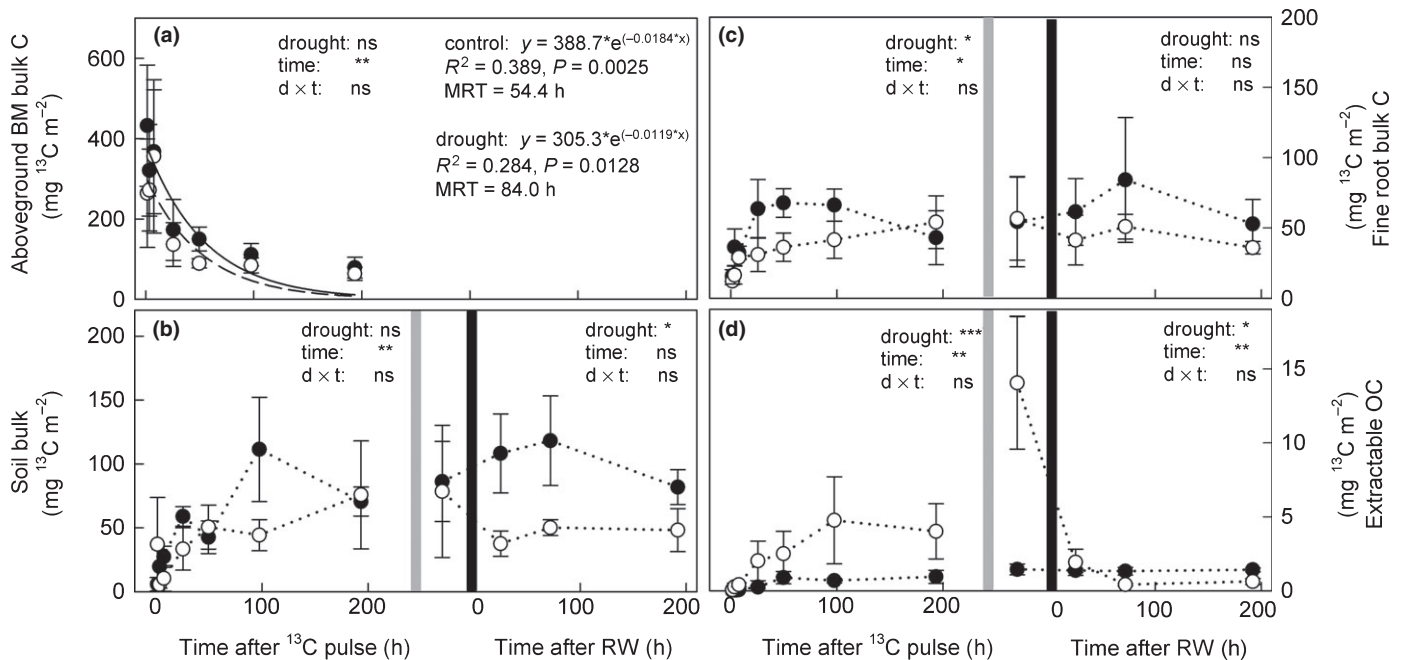 (a)
drought: ns
time: **
d × t: ns
control: y = 388.7*e(–0.0184*x)
R² = 0.389, P = 0.0025
MRT = 54.4 h
drought: y = 305.3*e(–0.0119*x)
R² = 0.284, P = 0.0128
MRT = 84.0 h
Aboveground BM bulk C
(mg ¹³C m⁻²)
600
400
200
0
(c)
drought: *
time: *
d × t: ns
drought: ns
time: ns
d × t: ns
200
150
100
50
0
(mg ¹³C m⁻²)
Fine root bulk C
(b)
drought: ns
time: **
d × t: ns
drought: *
time: ns
d × t: ns
Soil bulk
(mg ¹³C m⁻²)
200
150
100
50
0
0 100 200 0 100 200
Time after ¹³C pulse (h) Time after RW (h)
(d)
drought: ***
time: **
d × t: ns
drought: *
time: **
d × t: ns
15
10
5
0
(mg ¹³C m⁻²)
Extractable OC
0 100 200 0 100 200
Time after ¹³C pulse (h) Time after RW (h)